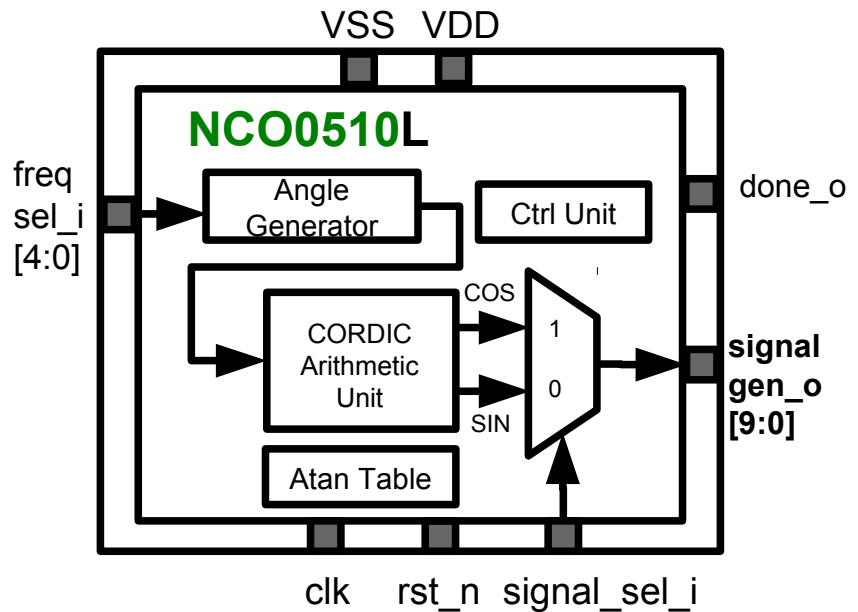 VSS VDD
NCO0510L
freq
sel_i
[4:0]
Angle
Generator
Ctrl Unit
done_o
COS
CORDIC
Arithmetic
Unit
1
0
SIN
signal
gen_o
[9:0]
Atan Table
clk rst_n signal_sel_i